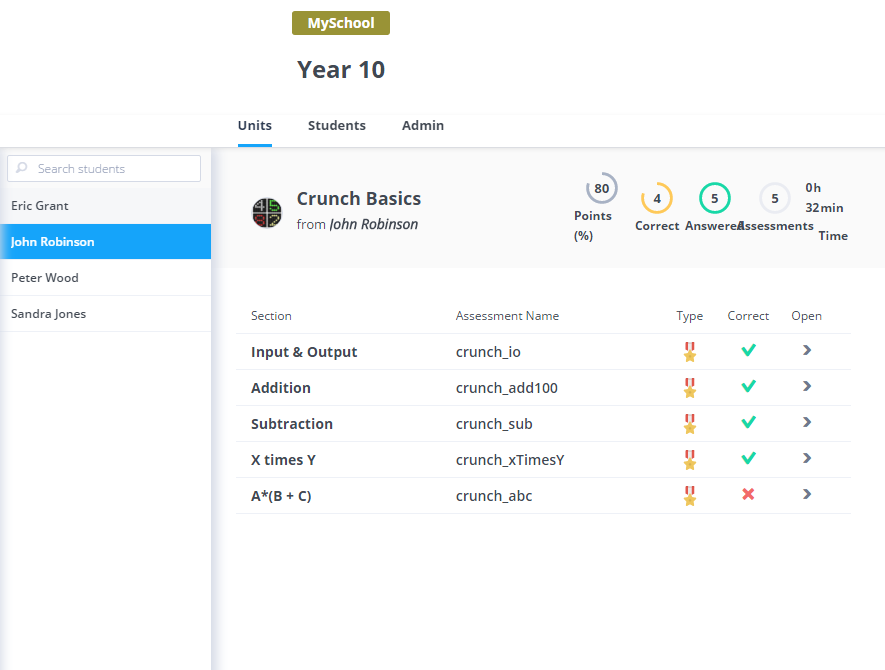 MySchool
Year 10
Units Students Admin
Search students
Eric Grant
John Robinson
Peter Wood
Sandra Jones
Crunch Basics
from John Robinson
80
Points
(%)
4
Correct
5
Answered
5
Assessments
0h
32min
Time
Section Assessment Name Type Correct Open
Input & Output crunch_io
Addition crunch_add100
Subtraction crunch_sub
X times Y crunch_xTimesY
A*(B + C) crunch_abc